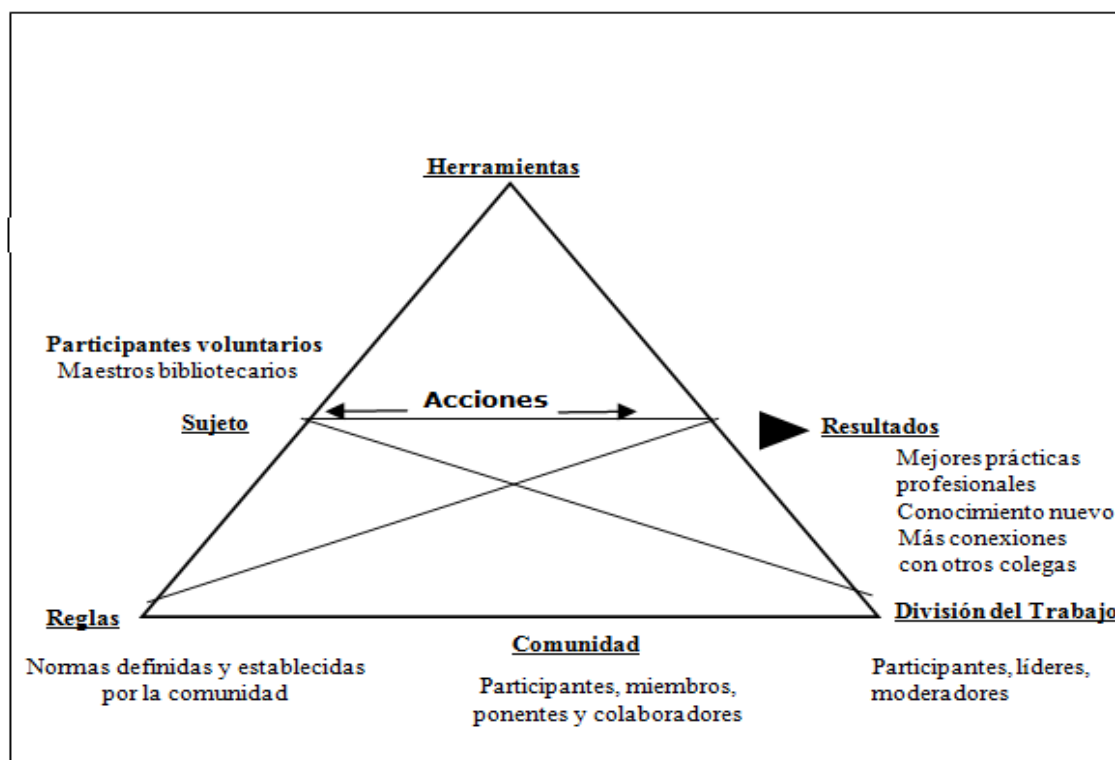 Herramientas
Participantes voluntarios
Maestros bibliotecarios
Acciones
Sujeto
Resultados
Mejores prácticas
profesionales
Conocimiento nuevo
Más conexiones
con otros colegas
Reglas
Normas definidas y establecidas
por la comunidad
Comunidad
Participantes, miembros,
ponentes y colaboradores
División del Trabajo
Participantes, líderes,
moderadores